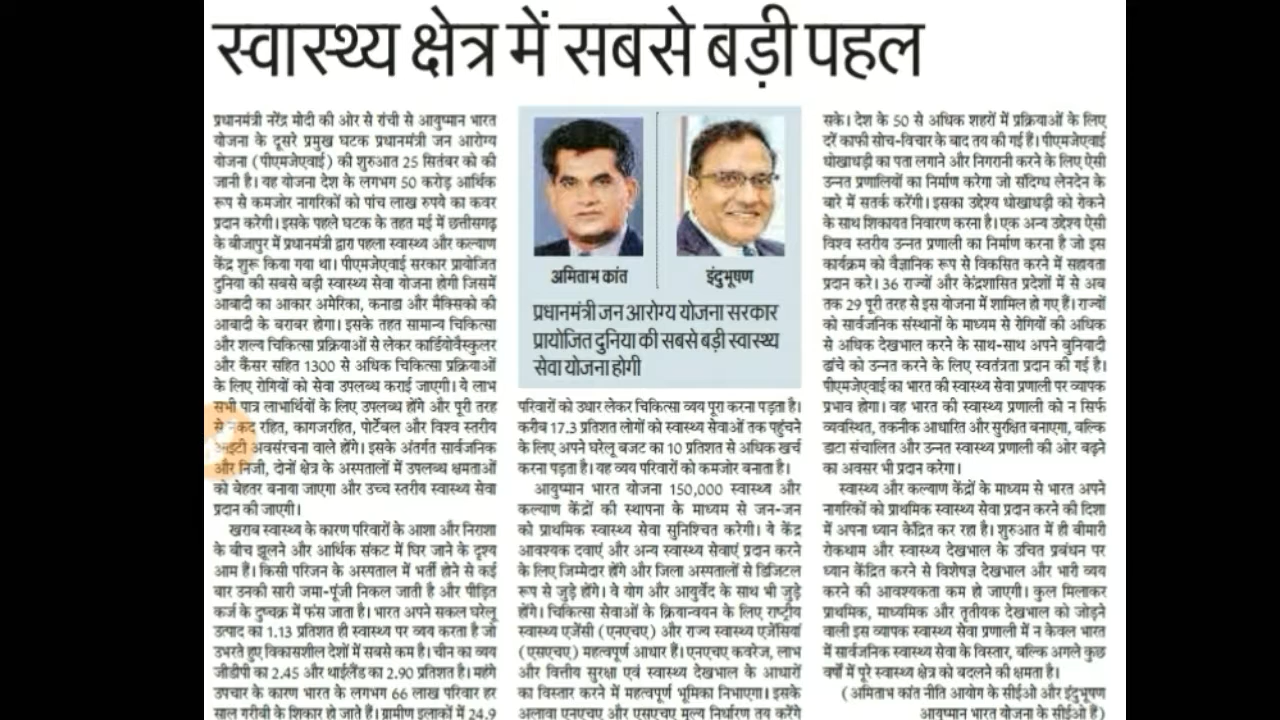 स्वास्थ्य क्षेत्र में सबसे बड़ी पहल
प्रधानमंत्री नरेंद्र मोदी की ओर से रांची से आयुष्मान भारत
योजना के दूसरे प्रमुख घटक प्रधानमंत्री जन आरोग्य
योजना (पीएमजेएवाई) की शुरुआत 25 सितंबर को की
जानी है। यह योजना देश के लगभग 50 करोड़ आर्थिक
रूप से कमजोर नागरिकों को पांच लाख रुपये का कवर
प्रदान करेगी। इसके पहले घटक के तहत मई में छत्तीसगढ़
के बीजापुर में प्रधानमंत्री द्वारा पहला स्वास्थ्य और कल्याण
केंद्र शुरू किया गया था। पीएमजेएवाई सरकार प्रायोजित
दुनिया की सबसे बड़ी स्वास्थ्य सेवा योजना होगी जिसमें
आबादी का आकार अमेरिका, कनाडा और मैक्सिको की
आबादी के बराबर होगा। इसके तहत सामान्य चिकित्सा
और शल्य चिकित्सा प्रक्रियाओं से लेकर कार्डियोवैस्कुलर
और कैंसर सहित 1300 से अधिक चिकित्सा प्रक्रियाओं
के लिए रोगियों को सेवा उपलब्ध कराई जाएगी। ये लाभ
सभी पात्र लाभार्थियों के लिए उपलब्ध होंगे और पूरी तरह
से नकद रहित, कागजरहित, पोर्टेबल और विश्व स्तरीय
आइटी अवसंरचना वाले होंगे। इसके अंतर्गत सार्वजनिक
और निजी, दोनों क्षेत्र के अस्पतालों में उपलब्ध क्षमताओं
को बेहतर बनाया जाएगा और उच्च स्तरीय स्वास्थ्य सेवा
प्रदान की जाएगी।
खराब स्वास्थ्य के कारण परिवारों के आशा और निराशा
के बीच झूलने और आर्थिक संकट में घिर जाने के दृश्य
आम हैं। किसी परिजन के अस्पताल में भर्ती होने से कई
बार उनकी सारी जमा-पूंजी निकल जाती है और पीड़ित
कर्ज के दुष्चक्र में फंस जाता है। भारत अपने सकल घरेलू
उत्पाद का 1.13 प्रतिशत ही स्वास्थ्य पर व्यय करता है जो
उभरते हुए विकासशील देशों में सबसे कम है। चीन का व्यय
जीडीपी का 2.45 और थाईलैंड का 2.90 प्रतिशत है। महंगे
उपचार के कारण भारत के लगभग 66 लाख परिवार हर
साल गरीबी के शिकार हो जाते हैं। ग्रामीण इलाकों में 24.9
अमिताभ कांत
इंदुभूषण
प्रधानमंत्री जन आरोग्य योजना सरकार
प्रायोजित दुनिया की सबसे बड़ी स्वास्थ्य
सेवा योजना होगी
परिवारों को उधार लेकर चिकित्सा व्यय पूरा करना पड़ता है।
करीब 17.3 प्रतिशत लोगों को स्वास्थ्य सेवाओं तक पहुंचने
के लिए अपने घरेलू बजट का 10 प्रतिशत से अधिक खर्च
करना पड़ता है। यह व्यय परिवारों को कमजोर बनाता है।
आयुष्मान भारत योजना 150,000 स्वास्थ्य और
कल्याण केंद्रों की स्थापना के माध्यम से जन-जन
को प्राथमिक स्वास्थ्य सेवा सुनिश्चित करेगी। ये केंद्र
आवश्यक दवाएं और अन्य स्वास्थ्य सेवाएं प्रदान करने
के लिए जिम्मेदार होंगे और जिला अस्पतालों से डिजिटल
रूप से जुड़े होंगे। वे योग और आयुर्वेद के साथ भी जुड़े
होंगे। चिकित्सा सेवाओं के क्रियान्वयन के लिए राष्ट्रीय
स्वास्थ्य एजेंसी (एनएचए) और राज्य स्वास्थ्य एजेंसियां
(एसएचए) महत्वपूर्ण आधार हैं। एनएचए कवरेज, लाभ
और वित्तीय सुरक्षा एवं स्वास्थ्य देखभाल के आधारों
का विस्तार करने में महत्वपूर्ण भूमिका निभाएगा। इसके
अलावा एनएचए और एसएचए मूल्य निर्धारण तय करेंगे
सके। देश के 50 से अधिक शहरों में प्रक्रियाओं के लिए
दरें काफी सोच-विचार के बाद तय की गई हैं। पीएमजेएवाई
धोखाधड़ी का पता लगाने और निगरानी करने के लिए ऐसी
उन्नत प्रणालियों का निर्माण करेगा जो संदिग्ध लेनदेन के
बारे में सतर्क करेंगी। इसका उद्देश्य धोखाधड़ी को रोकने
के साथ शिकायत निवारण करना है। एक अन्य उद्देश्य ऐसी
विश्व स्तरीय उन्नत प्रणाली का निर्माण करना है जो इस
कार्यक्रम को वैज्ञानिक रूप से विकसित करने में सहायता
प्रदान करे। 36 राज्यों और केंद्रशासित प्रदेशों में से अब
तक 29 पूरी तरह से इस योजना में शामिल हो गए हैं। राज्यों
को सार्वजनिक संस्थानों के माध्यम से रोगियों की अधिक
से अधिक देखभाल करने के साथ-साथ अपने बुनियादी
ढांचे को उन्नत करने के लिए स्वतंत्रता प्रदान की गई है।
पीएमजेएवाई का भारत की स्वास्थ्य सेवा प्रणाली पर व्यापक
प्रभाव होगा। वह भारत की स्वास्थ्य प्रणाली को न सिर्फ
व्यवस्थित, तकनीक आधारित और सुरक्षित बनाएगा, बल्कि
डाटा संचालित और उन्नत स्वास्थ्य प्रणाली की ओर बढ़ने
का अवसर भी प्रदान करेगा।
स्वास्थ्य और कल्याण केंद्रों के माध्यम से भारत अपने
नागरिकों को प्राथमिक स्वास्थ्य सेवा प्रदान करने की दिशा
में अपना ध्यान केंद्रित कर रहा है। शुरुआत में ही बीमारी
रोकथाम और स्वास्थ्य देखभाल के उचित प्रबंधन पर
ध्यान केंद्रित करने से विशेषज्ञ देखभाल और भारी व्यय
करने की आवश्यकता कम हो जाएगी। कुल मिलाकर
प्राथमिक, माध्यमिक और तृतीयक देखभाल को जोड़ने
वाली इस व्यापक स्वास्थ्य सेवा प्रणाली में न केवल भारत
में सार्वजनिक स्वास्थ्य सेवा के विस्तार, बल्कि अगले कुछ
वर्षों में पूरे स्वास्थ्य क्षेत्र को बदलने की क्षमता है।
(अमिताभ कांत नीति आयोग के सीईओ और इंदुभूषण
आयुष्मान भारत योजना के सीईओ हैं)